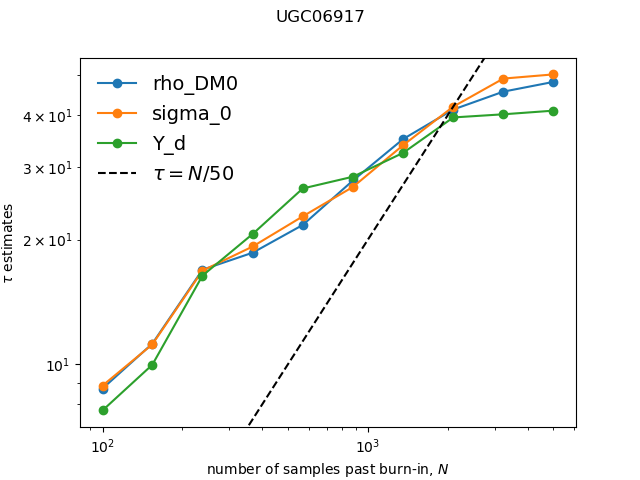 UGC06917
rho_DM0
sigma_0
Y_d
τ = N/50
4 × 10¹
3 × 10¹
2 × 10¹
10¹
τ estimates
10² 10³
number of samples past burn-in, N